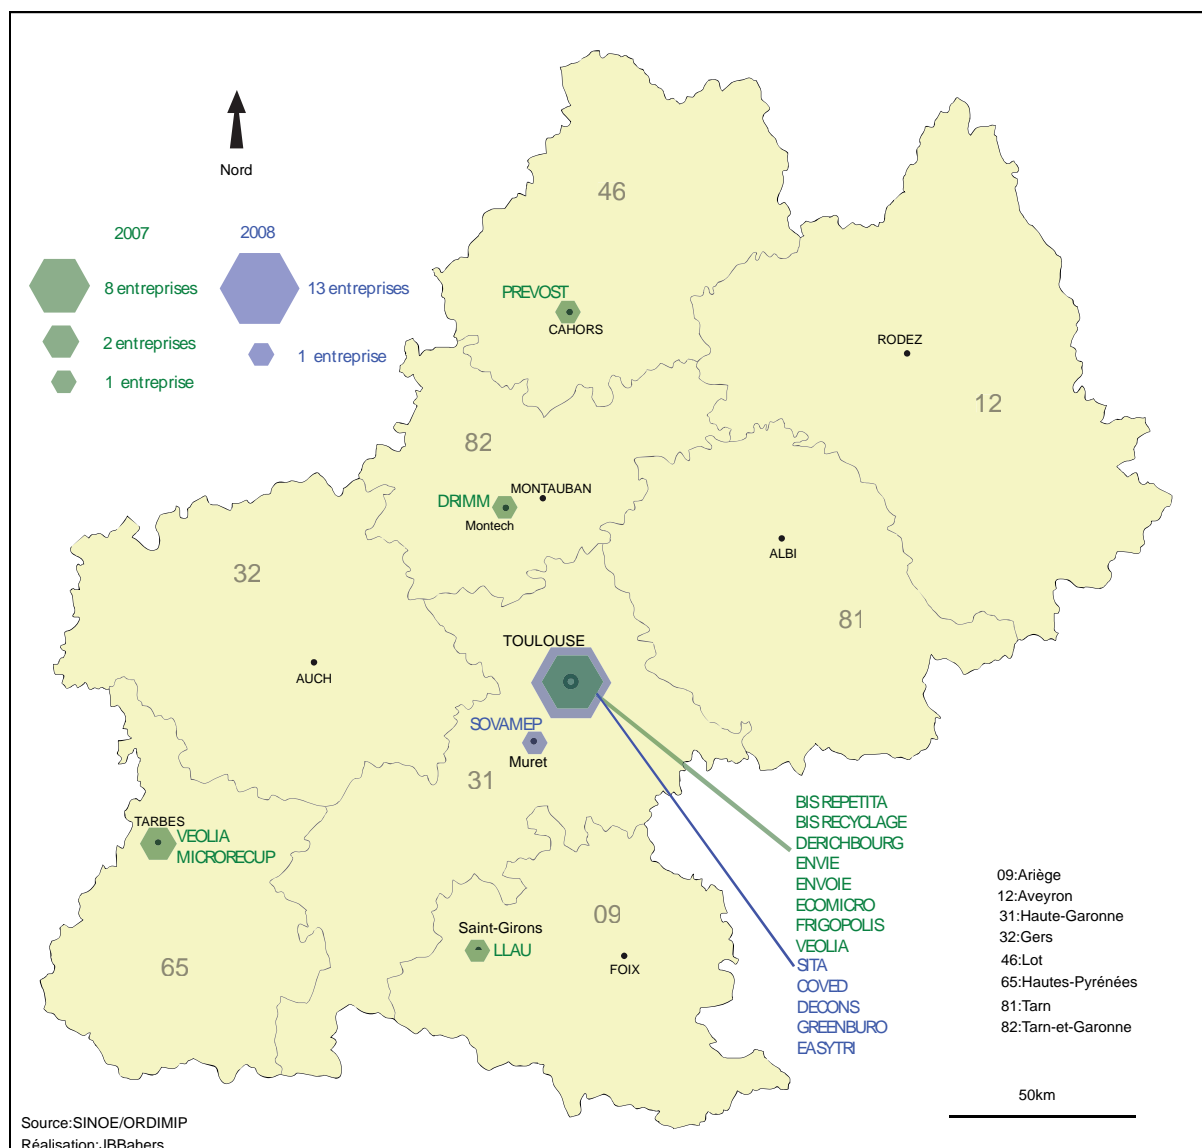 Nord
2007
2008
8 entreprises
13 entreprises
2 entreprises
1 entreprise
1 entreprise
46
PREVOST
CAHORS
RODEZ
12
82
DRIMM
MONTAUBAN
Montech
ALBI
32
81
TOULOUSE
AUCH
SOVAMEP
Muret
31
TARBES
VEOLIA
MICRORECUP
BIS REPETITA
BIS RECYCLAGE
DERICHBOURG
ENVIE
ENVOIE
ECOMICRO
FRIGOPOLIS
VEOLIA
SITA
COVED
DECONS
GREENBURO
EASYTRI
09
Saint-Girons
LLAU
FOIX
65
09:Ariège
12:Aveyron
31:Haute-Garonne
32:Gers
46:Lot
65:Hautes-Pyrénées
81:Tarn
82:Tarn-et-Garonne
50km
Source:SINOE/ORDIMIP
Réalisation:JBBahers